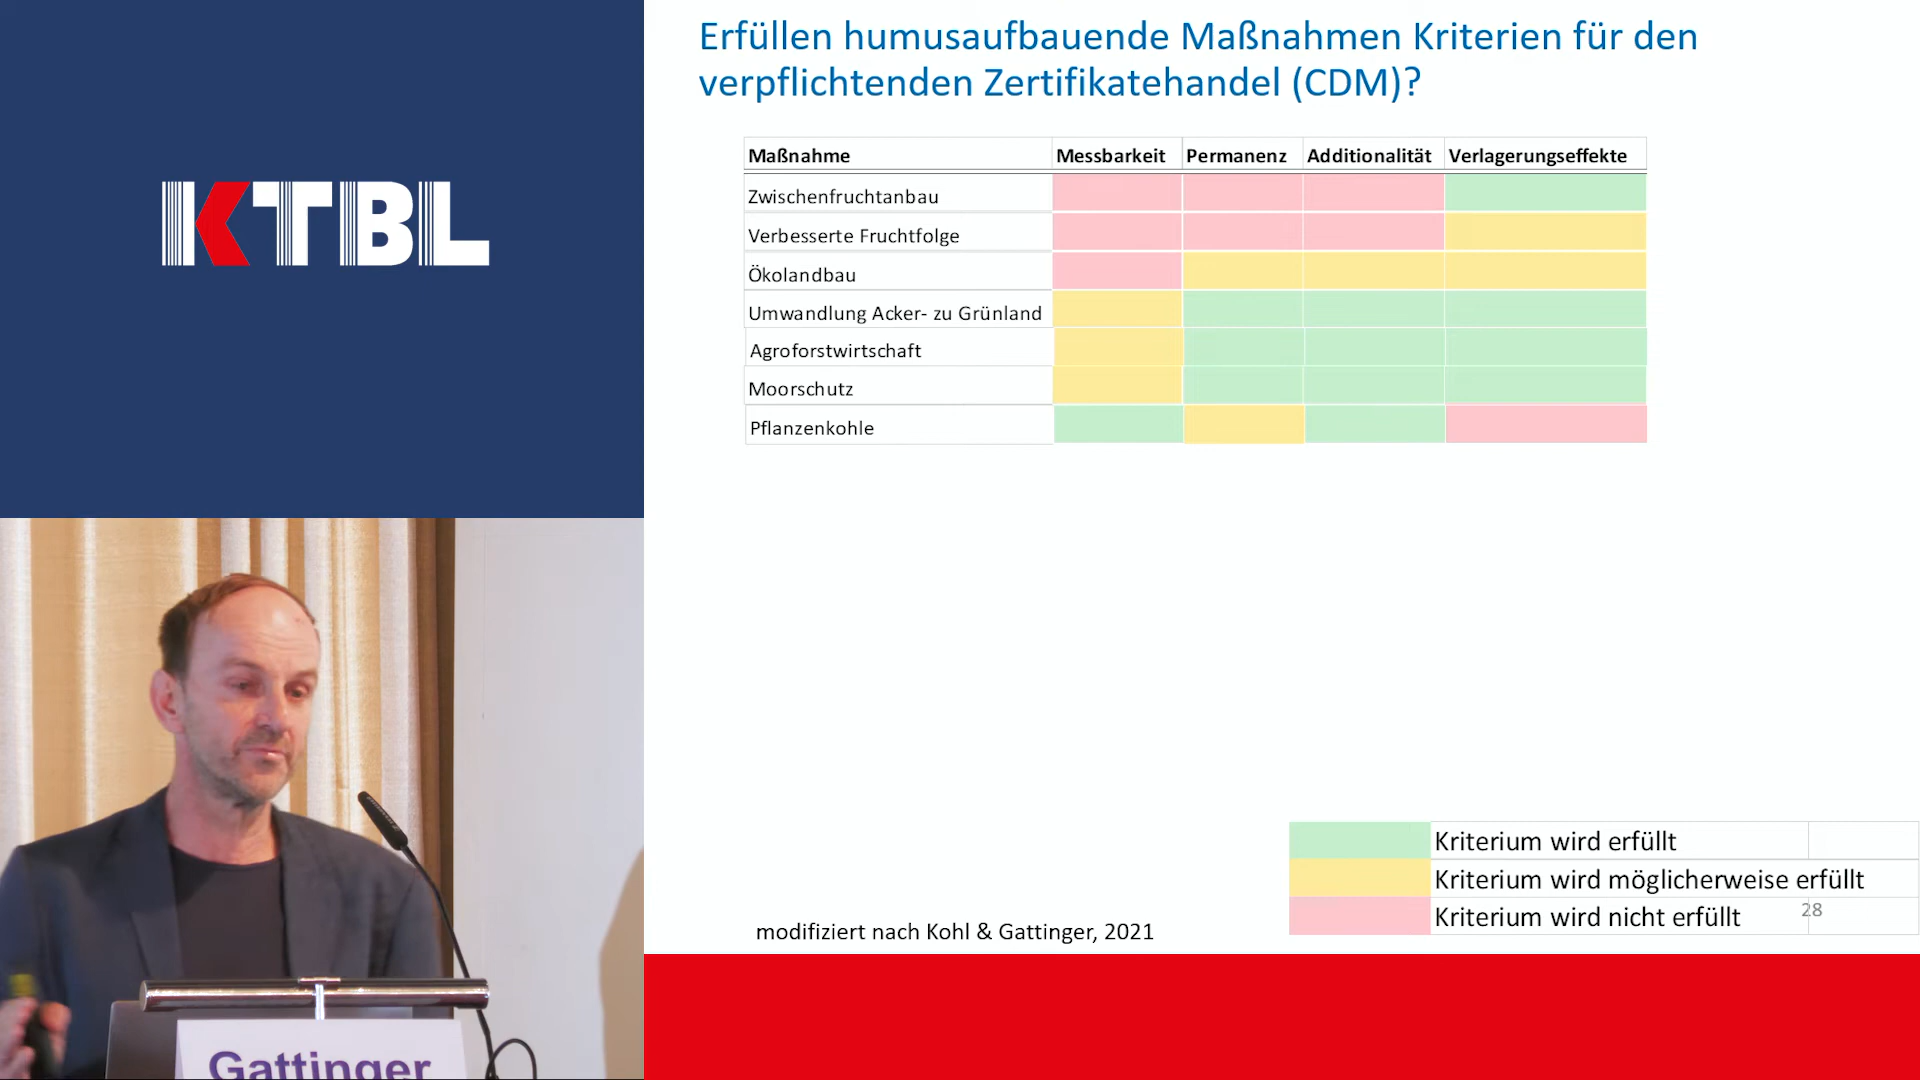 KTBL
Erfüllen humusaufbauende Maßnahmen Kriterien für den
verpflichtenden Zertifikatehandel (CDM)?
Maßnahme Messbarkeit Permanenz Additionalität Verlagerungseffekte
Zwischenfruchtanbau
Verbesserte Fruchtfolge
Ökolandbau
Umwandlung Acker- zu Grünland
Agroforstwirtschaft
Moorschutz
Pflanzenkohle
Kriterium wird erfüllt
Kriterium wird möglicherweise erfüllt
Kriterium wird nicht erfüllt
28
modifiziert nach Kohl & Gattinger, 2021
Gattinger